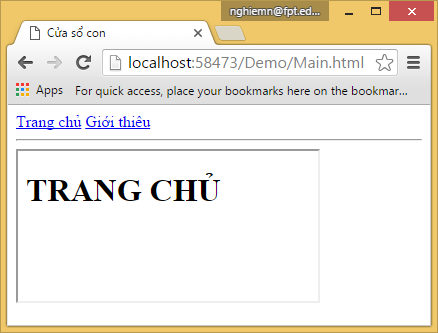 nghiemn@fpt.ed...
Cửa sổ con
localhost:58473/Demo/Main.html
Apps For quick access, place your bookmarks here on the bookmar...
Trang chủ Giới thiêu
TRANG CHỦ